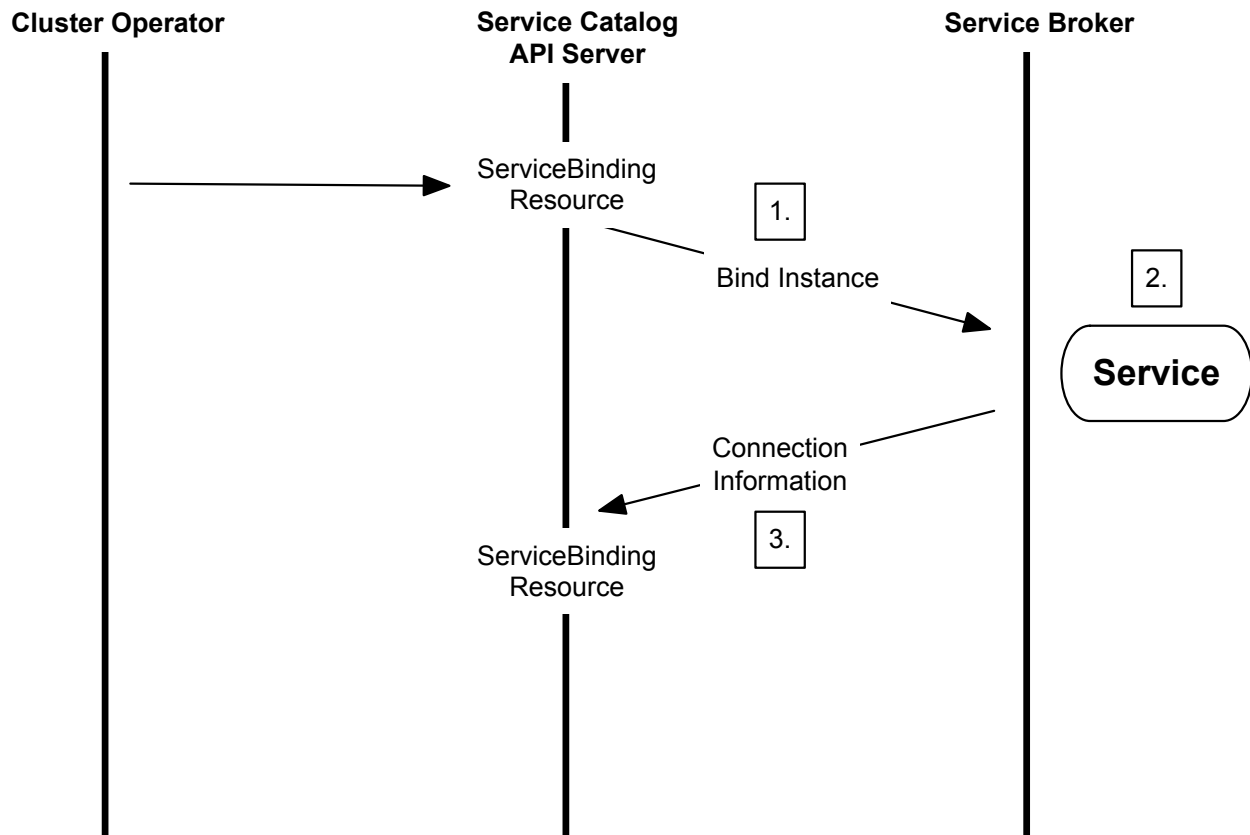 Cluster Operator
Service Catalog
API Server
Service Broker
ServiceBinding
Resource
1.
Bind Instance
2.
Service
Connection
Information
3.
ServiceBinding
Resource